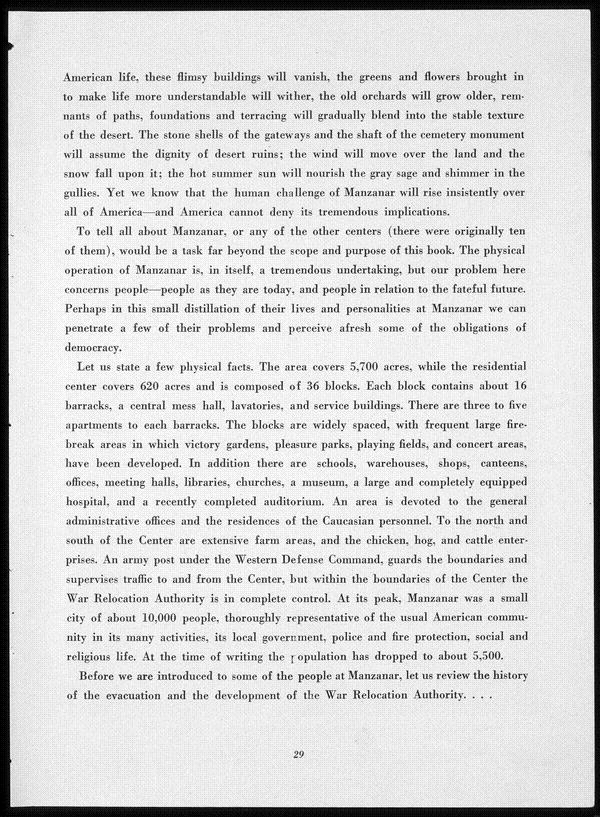 American life, these flimsy buildings will vanish, the greens and flowers brought in
to make life more understandable will wither, the old orchards will grow older, rem-
nants of paths, foundations and terracing will gradually blend into the stable texture
of the desert. The stone shells of the gateways and the shaft of the cemetery monument
will assume the dignity of desert ruins; the wind will move over the land and the
snow fall upon it; the hot summer sun will nourish the gray sage and shimmer in the
gullies. Yet we know that the human challenge of Manzanar will rise insistently over
all of America—and America cannot deny its tremendous implications.
To tell all about Manzanar, or any of the other centers (there were originally ten
of them), would be a task far beyond the scope and purpose of this book. The physical
operation of Manzanar is, in itself, a tremendous undertaking, but our problem here
concerns people—people as they are today, and people in relation to the fateful future.
Perhaps in this small distillation of their lives and personalities at Manzanar we can
penetrate a few of their problems and perceive afresh some of the obligations of
democracy.
Let us state a few physical facts. The area covers 5,700 acres, while the residential
center covers 620 acres and is composed of 36 blocks. Each block contains about 16
barracks, a central mess hall, lavatories, and service buildings. There are three to five
apartments to each barracks. The blocks are widely spaced, with frequent large fire-
break areas in which victory gardens, pleasure parks, playing fields, and concert areas,
have been developed. In addition there are schools, warehouses, shops, canteens,
offices, meeting halls, libraries, churches, a museum, a large and completely equipped
hospital, and a recently completed auditorium. An area is devoted to the general
administrative offices and the residences of the Caucasian personnel. To the north and
south of the Center are extensive farm areas, and the chicken, hog, and cattle enter-
prises. An army post under the Western Defense Command, guards the boundaries and
supervises traffic to and from the Center, but within the boundaries of the Center the
War Relocation Authority is in complete control. At its peak, Manzanar was a small
city of about 10,000 people, thoroughly representative of the usual American commu-
nity in its many activities, its local government, police and fire protection, social and
religious life. At the time of writing the population has dropped to about 5,500.
Before we are introduced to some of the people at Manzanar, let us review the history
of the evacuation and the development of the War Relocation Authority. . . .
29